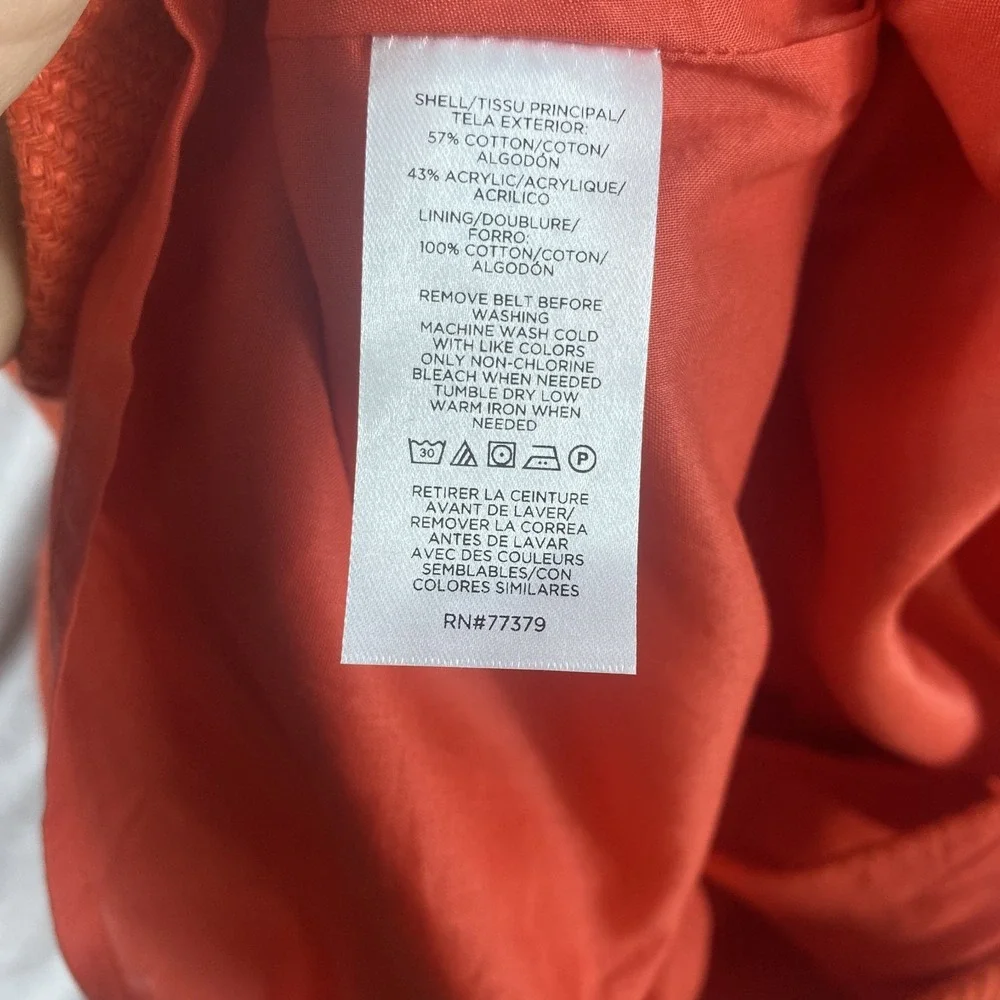 SHELL/TISSU PRINCIPAL/
TELA EXTERIOR:
57% COTTON/COTON/
ALGODÓN
43% ACRYLIC/ACRYLIQUE/
ACRILICO
LINING/DOUBLURE/
FORRO:
100% COTTON/COTON/
ALGODÓN
REMOVE BELT BEFORE
WASHING
MACHINE WASH COLD
WITH LIKE COLORS
ONLY NON-CHLORINE
BLEACH WHEN NEEDED
TUMBLE DRY LOW
WARM IRON WHEN
NEEDED
30 P
RETIRER LA CEINTURE
AVANT DE LAVER/
REMOVER LA CORREA
ANTES DE LAVAR
AVEC DES COULEURS
SEMBLABLES/CON
COLORES SIMILARES
RN#77379